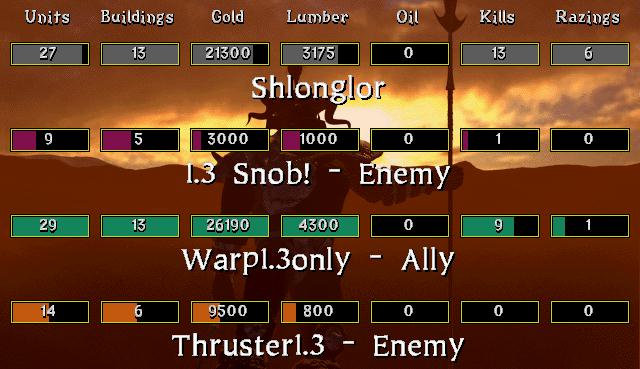 Units Buildings Gold Lumber Oil Kills Razings
27 13 21300 3175 0 13 6
Shlonglor
9 5 3000 1000 0 1 0
1.3 Snob! - Enemy
29 13 26190 4300 0 9 1
Warp1.3only - Ally
14 6 9500 800 0 0 0
Thruster1.3 - Enemy